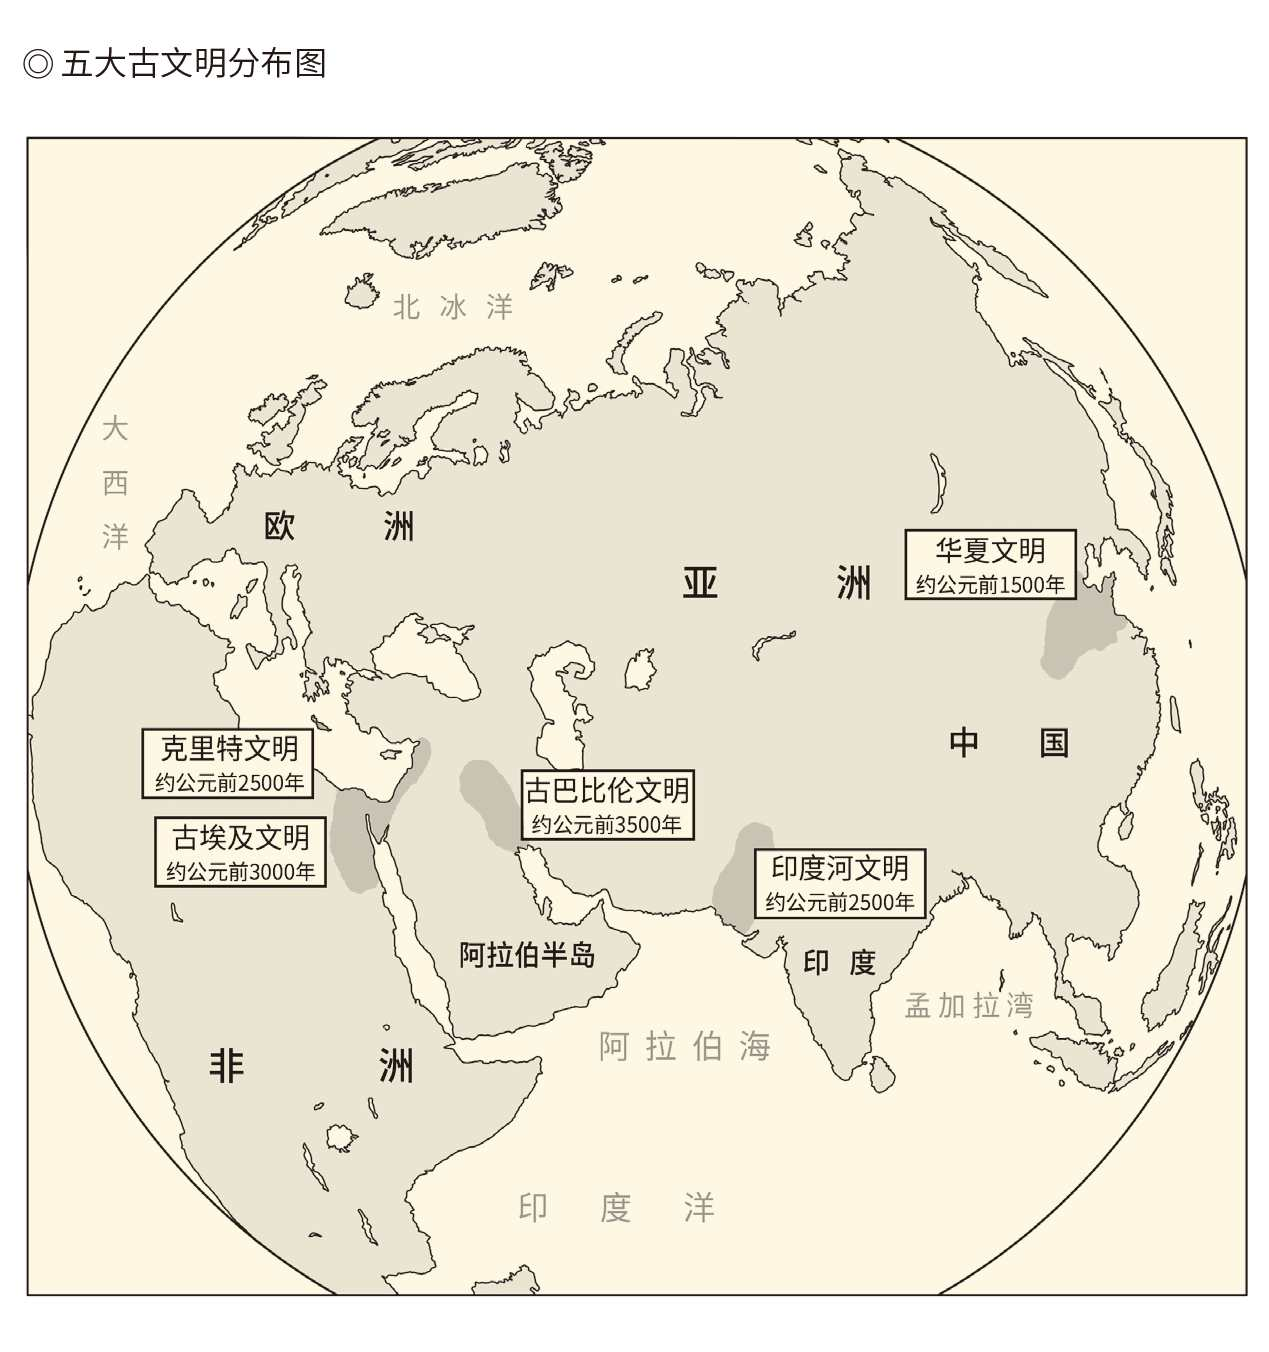 ◎ 五大古文明分布图
北冰洋
大西洋
欧洲
亚洲
华夏文明
约公元前1500年
中国
克里特文明
约公元前2500年
古巴比伦文明
约公元前3500年
古埃及文明
约公元前3000年
印度河文明
约公元前2500年
阿拉伯半岛
印度
孟加拉湾
阿拉伯海
非洲
印度洋